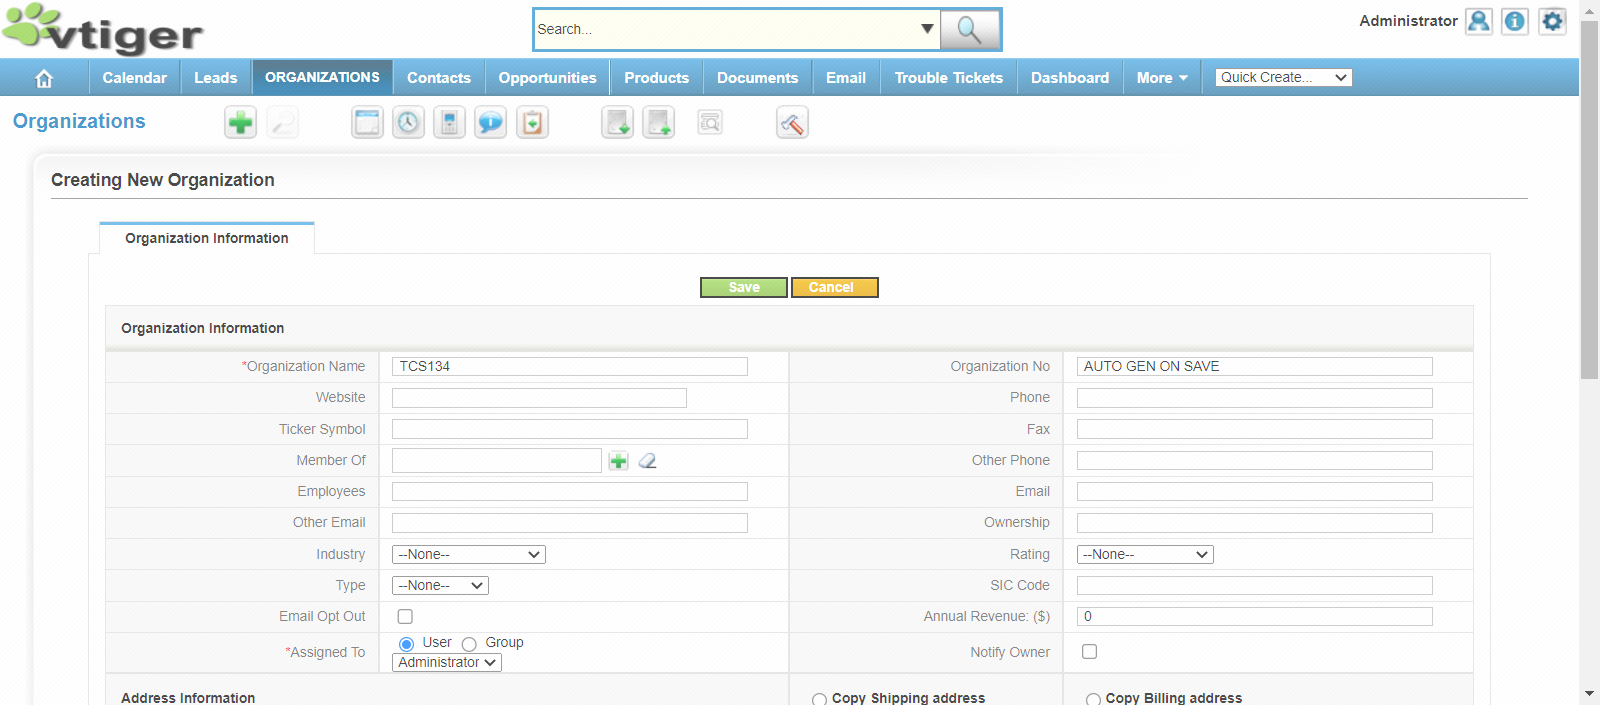 vtiger
Search...
Administrator
Calendar Leads ORGANIZATIONS Contacts Opportunities Products Documents Email Trouble Tickets Dashboard More Quick Create...
Organizations
Creating New Organization
Organization Information
Save Cancel
Organization Information
*Organization Name TCS134 Organization No AUTO GEN ON SAVE
Website Phone
Ticker Symbol Fax
Member Of Other Phone
Employees Email
Other Email Ownership
Industry --None-- Rating --None--
Type --None-- SIC Code
Email Opt Out Annual Revenue: ($) 0
*Assigned To User Group Notify Owner
Administrator
Address Information Copy Shipping address Copy Billing address